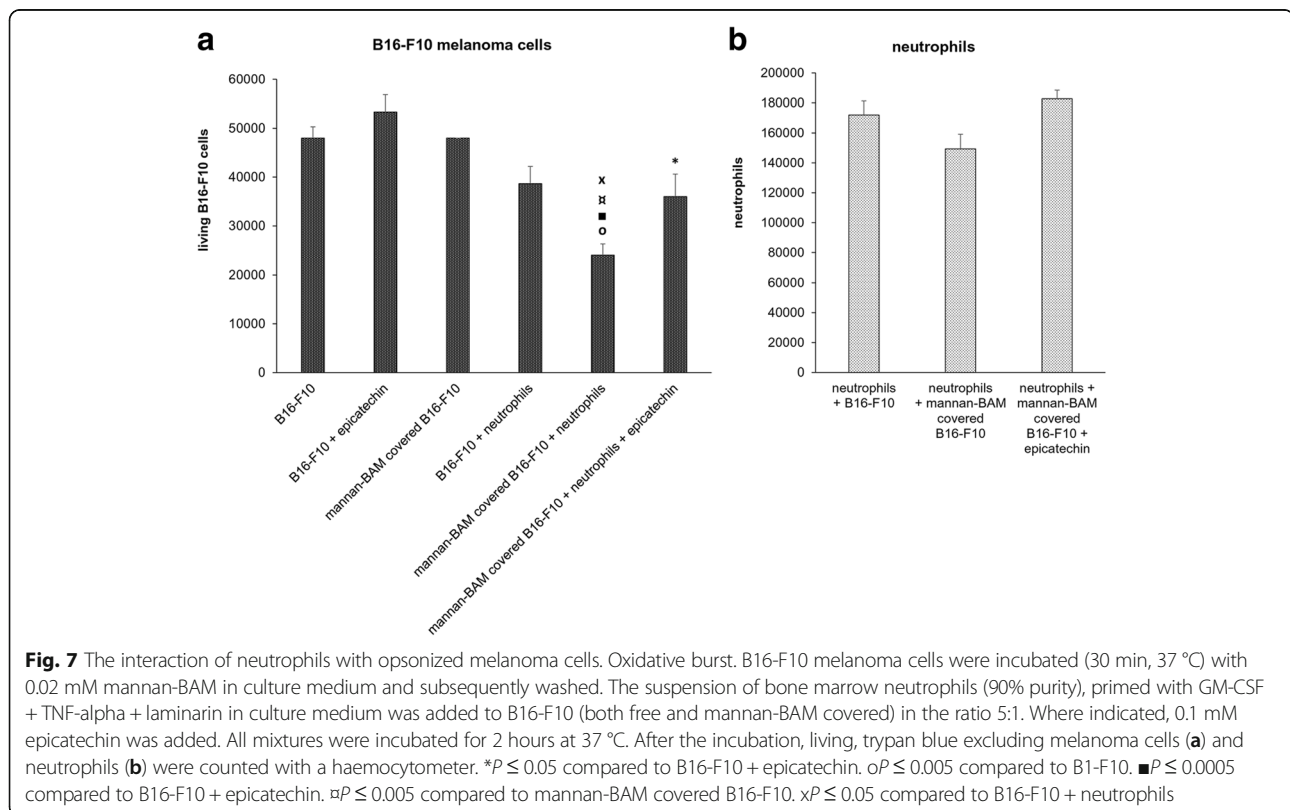 a
B16-F10 melanoma cells
60000
50000
40000
30000
20000
10000
0
living B16-F10 cells
x
¤
■
o
*
B16-F10
B16-F10 + epicatechin
mannan-BAM covered B16-F10
B16-F10 + neutrophils
mannan-BAM covered B16-F10 + neutrophils
mannan-BAM covered B16-F10 + neutrophils + epicatechin
b
neutrophils
200000
180000
160000
140000
120000
100000
80000
60000
40000
20000
0
neutrophils
neutrophils
+ B16-F10
neutrophils
+ mannan-BAM
covered
B16-F10
neutrophils +
mannan-BAM
covered
B16-F10 +
epicatechin
Fig. 7 The interaction of neutrophils with opsonized melanoma cells. Oxidative burst. B16-F10 melanoma cells were incubated (30 min, 37 °C) with
0.02 mM mannan-BAM in culture medium and subsequently washed. The suspension of bone marrow neutrophils (90% purity), primed with GM-CSF
+ TNF-alpha + laminarin in culture medium was added to B16-F10 (both free and mannan-BAM covered) in the ratio 5:1. Where indicated, 0.1 mM
epicatechin was added. All mixtures were incubated for 2 hours at 37 °C. After the incubation, living, trypan blue excluding melanoma cells (a) and
neutrophils (b) were counted with a haemocytometer. *P ≤ 0.05 compared to B16-F10 + epicatechin. oP ≤ 0.005 compared to B1-F10. ■P ≤ 0.0005
compared to B16-F10 + epicatechin. ¤P ≤ 0.005 compared to mannan-BAM covered B16-F10. xP ≤ 0.05 compared to B16-F10 + neutrophils